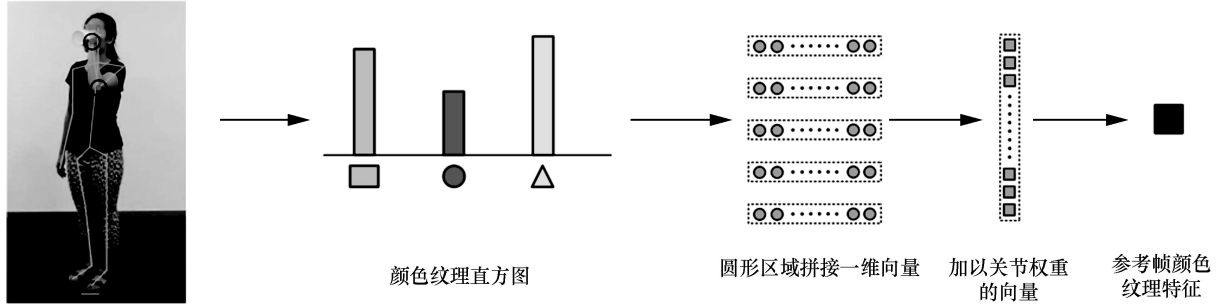 颜色纹理直方图
圆形区域拼接一维向量
加以关节权重
的向量
参考帧颜色
纹理特征